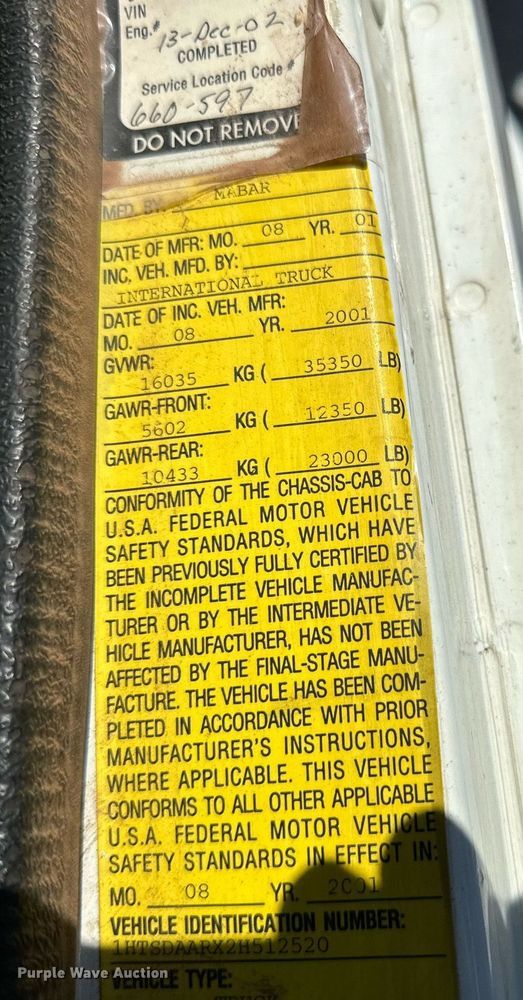 VIN
Eng.# 13-Dec-02
COMPLETED
Service Location Code #
660-597
DO NOT REMOVE
MFD. BY: MABAR
DATE OF MFR: MO. 08 YR. 01
INC. VEH. MFD. BY:
INTERNATIONAL TRUCK
DATE OF INC. VEH. MFR:
MO. 08 YR. 2001
GVWR:
16035 KG ( 35350 LB)
GAWR-FRONT:
5602 KG ( 12350 LB)
GAWR-REAR:
10433 KG ( 23000 LB)
CONFORMITY OF THE CHASSIS-CAB TO
U.S.A. FEDERAL MOTOR VEHICLE
SAFETY STANDARDS, WHICH HAVE
BEEN PREVIOUSLY FULLY CERTIFIED BY
THE INCOMPLETE VEHICLE MANUFAC-
TURER OR BY THE INTERMEDIATE VE-
HICLE MANUFACTURER, HAS NOT BEEN
AFFECTED BY THE FINAL-STAGE MANU-
FACTURE. THE VEHICLE HAS BEEN COM-
PLETED IN ACCORDANCE WITH PRIOR
MANUFACTURER'S INSTRUCTIONS,
WHERE APPLICABLE. THIS VEHICLE
CONFORMS TO ALL OTHER APPLICABLE
U.S.A. FEDERAL MOTOR VEHICLE
SAFETY STANDARDS IN EFFECT IN:
MO. 08 YR. 2001
VEHICLE IDENTIFICATION NUMBER:
1HTSDAARX2H512520
VEHICLE TYPE:
TRUCK
Purple Wave Auction